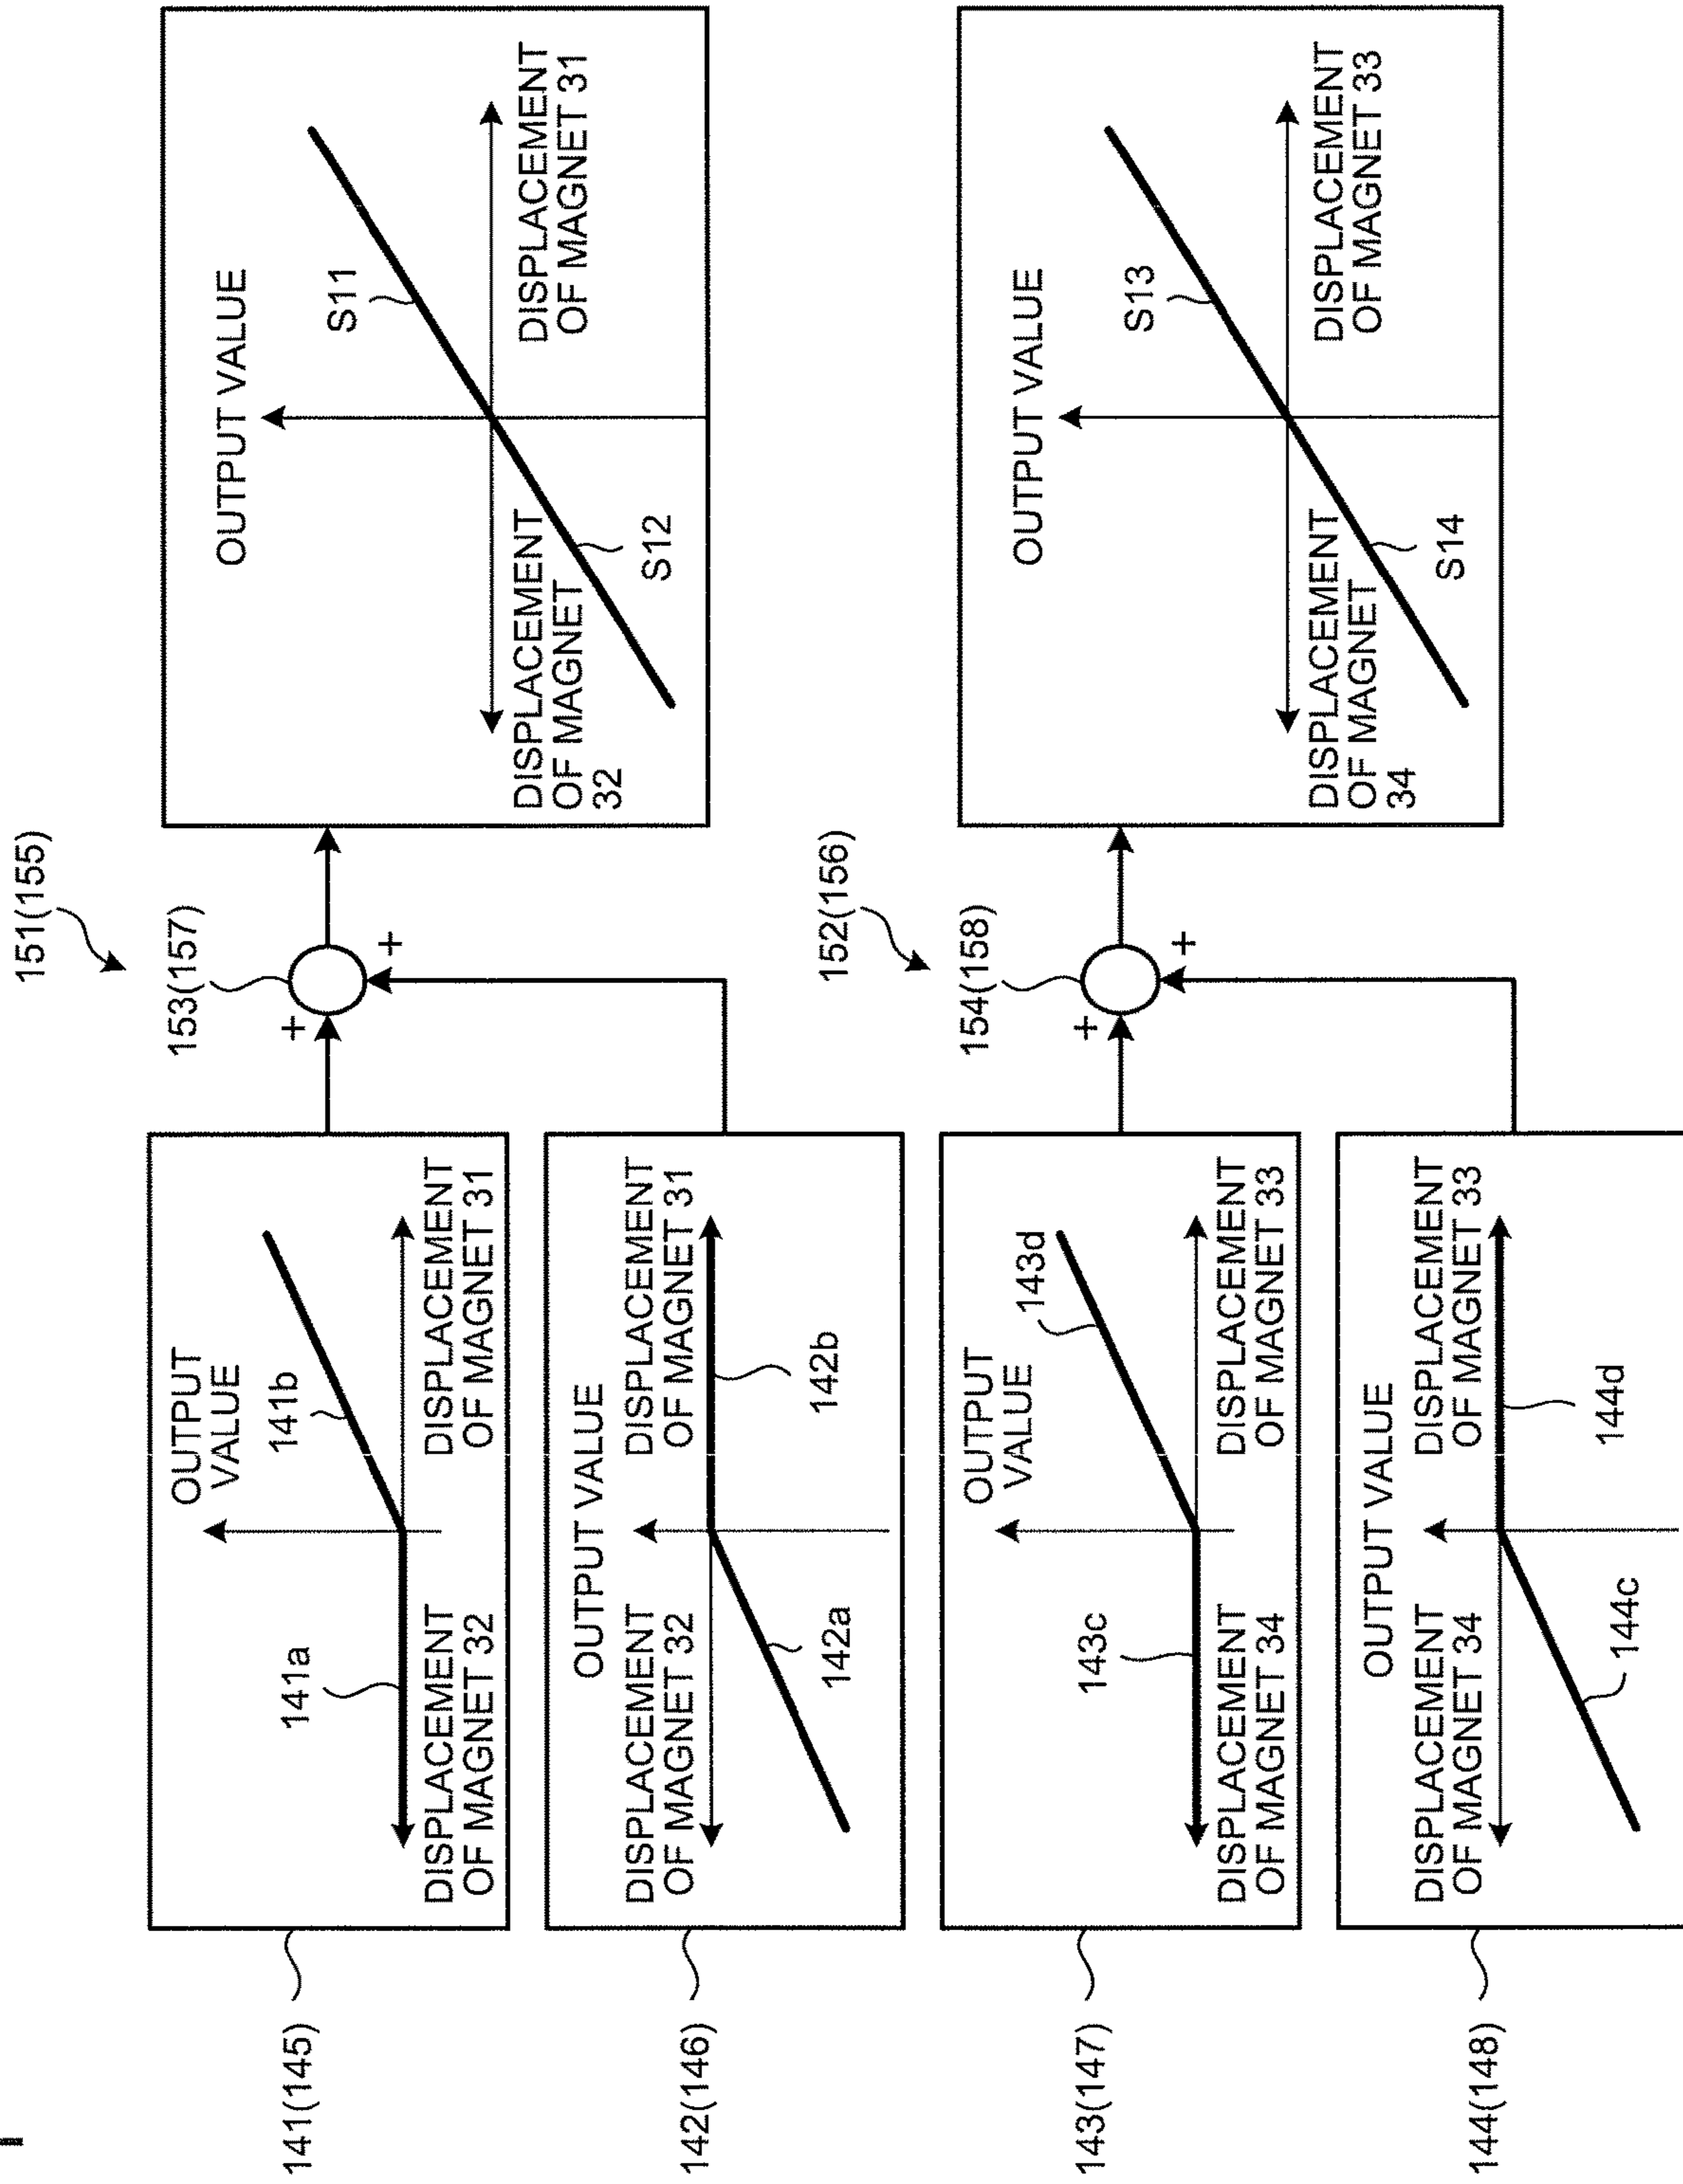 151(155)
153(157)
+
+
OUTPUT VALUE
S11
DISPLACEMENT
OF MAGNET 31
DISPLACEMENT
OF MAGNET
32
S12
141(145)
OUTPUT
VALUE
141a
141b
DISPLACEMENT
OF MAGNET 32
DISPLACEMENT
OF MAGNET 31
142(146)
OUTPUT VALUE
DISPLACEMENT
OF MAGNET 32
DISPLACEMENT
OF MAGNET 31
142a
142b
152(156)
154(158)
+
+
OUTPUT VALUE
S13
DISPLACEMENT
OF MAGNET 33
DISPLACEMENT
OF MAGNET
34
S14
143(147)
OUTPUT
VALUE
143c
143d
DISPLACEMENT
OF MAGNET 34
DISPLACEMENT
OF MAGNET 33
144(148)
OUTPUT VALUE
DISPLACEMENT
OF MAGNET 34
DISPLACEMENT
OF MAGNET 33
144c
144d